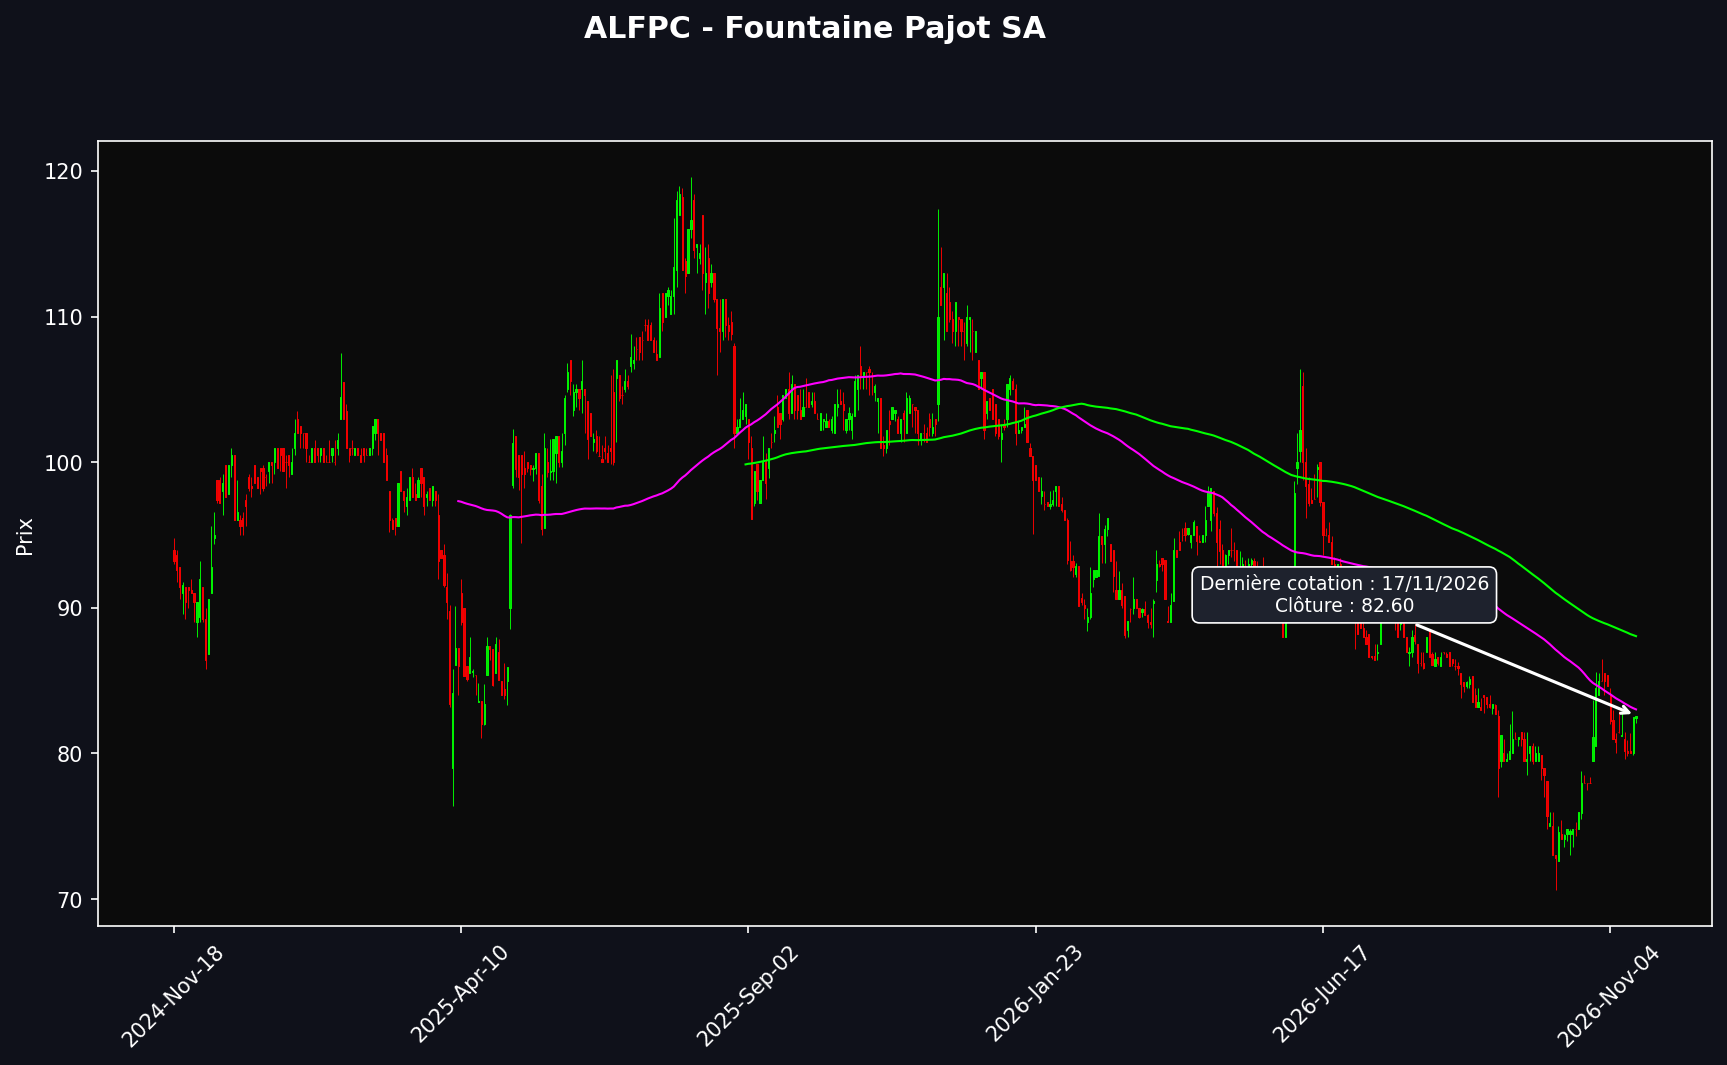 ALFPC - Fountaine Pajot SA
120
110
100
90
80
70
Prix
Dernière cotation : 17/11/2026
Clôture : 82.60
2024-Nov-18
2025-Apr-10
2025-Sep-02
2026-Jan-23
2026-Jun-17
2026-Nov-04